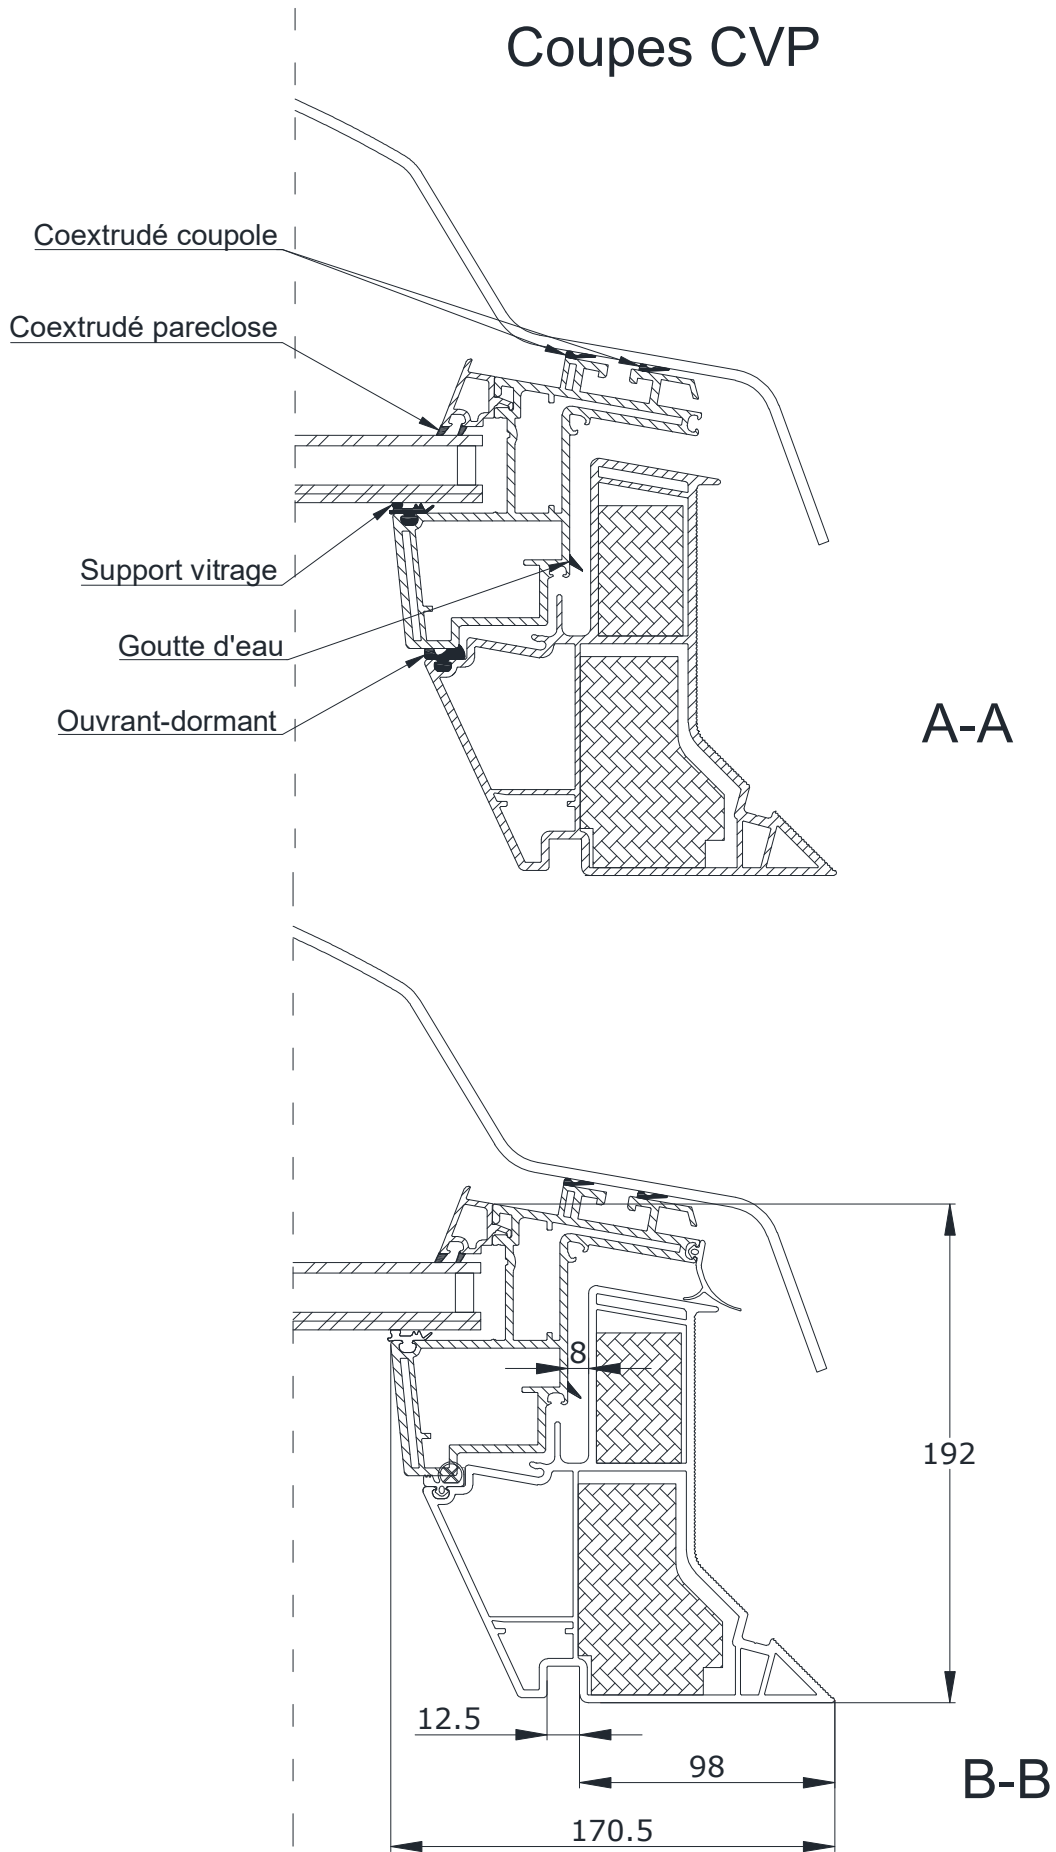 Coupes CVP
Coextrudé coupole
Coextrudé pareclose
Support vitrage
Goutte d'eau
Ouvrant-dormant
A-A
8
192
12.5
98
B-B
170.5